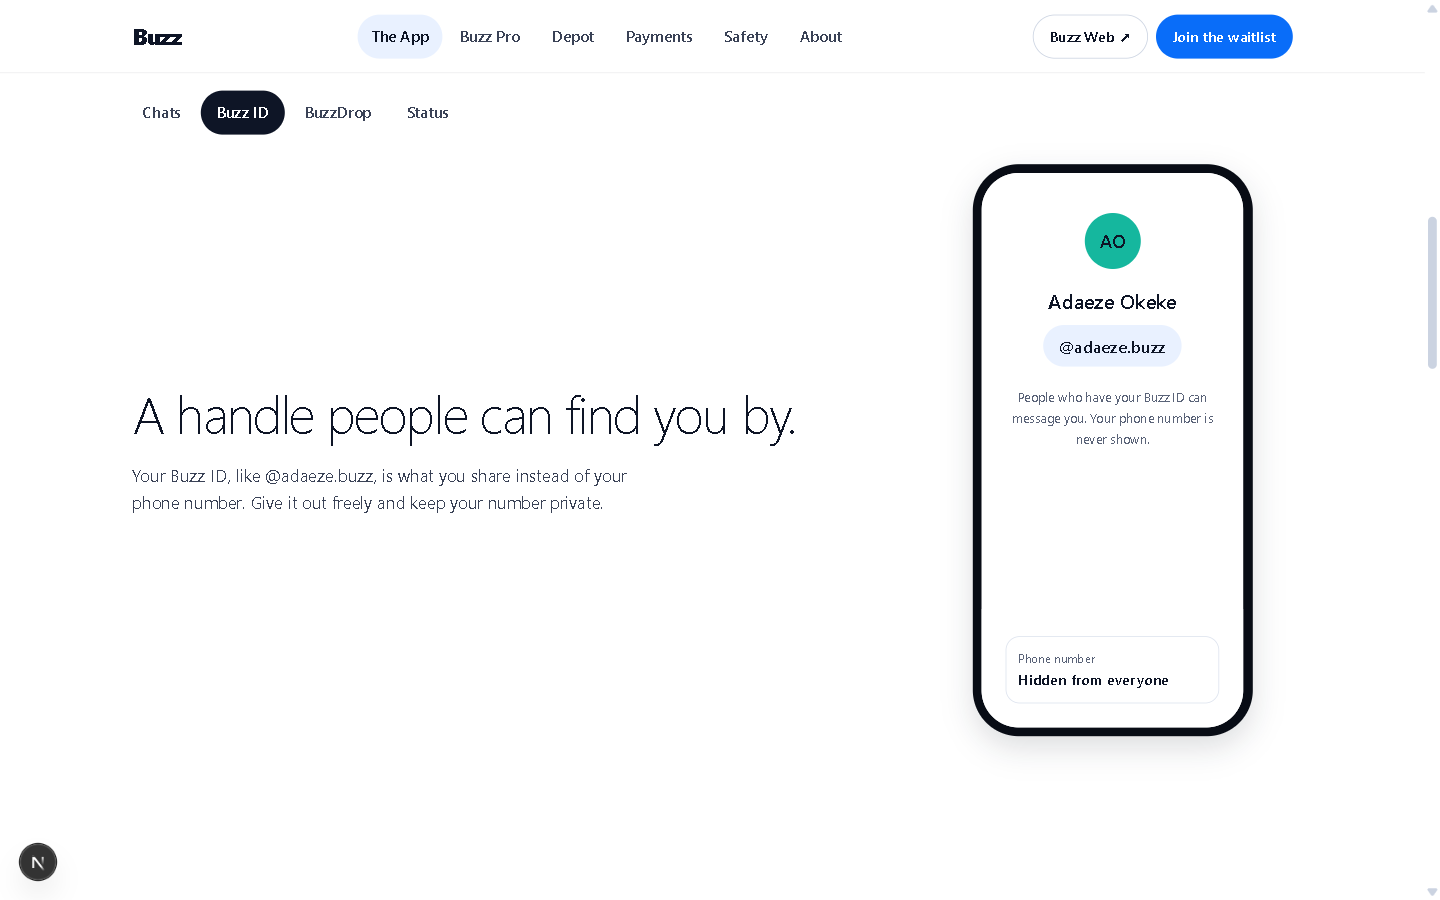 Buzz
The App
Buzz Pro
Depot
Payments
Safety
About
Buzz Web ↗
Join the waitlist
Chats
Buzz ID
BuzzDrop
Status
A handle people can find you by.
Your Buzz ID, like @adaeze.buzz, is what you share instead of your
phone number. Give it out freely and keep your number private.
AO
Adaeze Okeke
@adaeze.buzz
People who have your Buzz ID can
message you. Your phone number is
never shown.
Phone number
Hidden from everyone
N